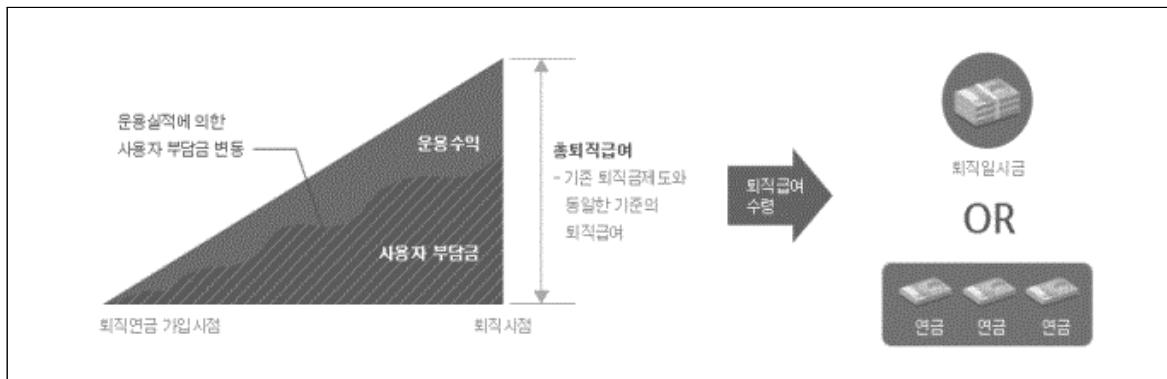 운용실적에 의한
사용자 부담금 변동
운용수익
사용자 부담금
퇴직연금 가입시점
퇴직시점
총퇴직급여
- 기존 퇴직금제도와
동일한 기준의
퇴직급여
퇴직급여
수령
퇴직일시금
OR
연금 연금 연금